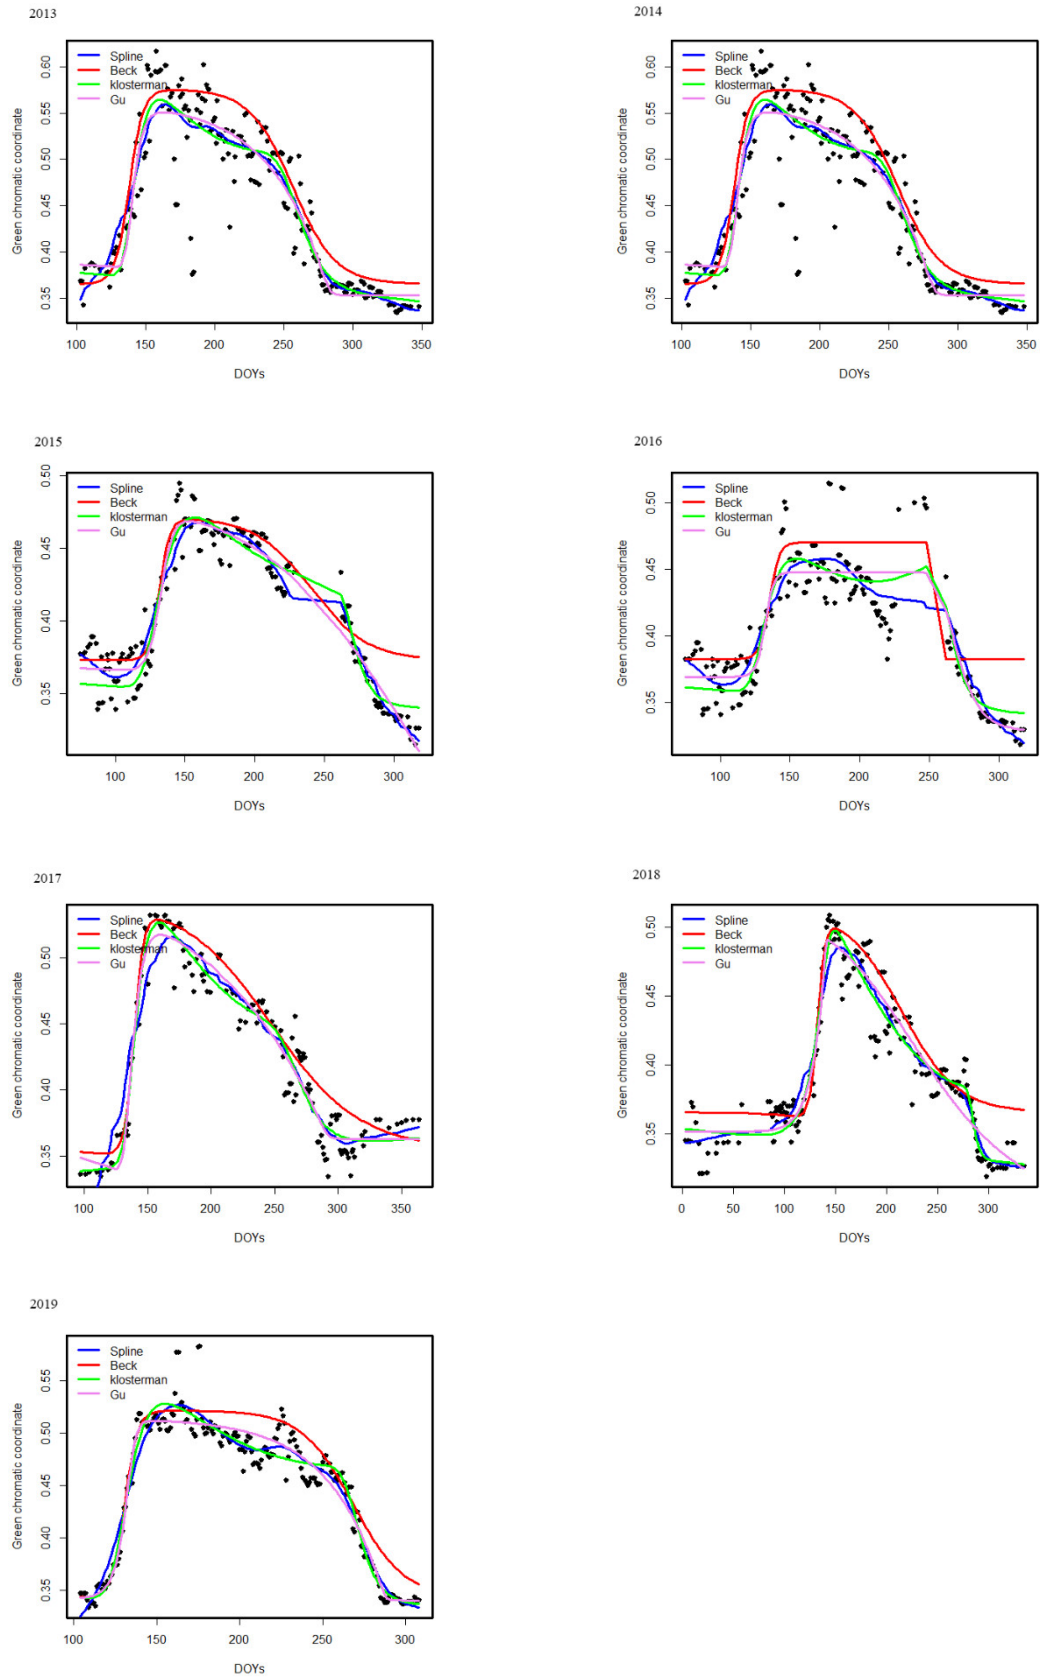 2013
Spline
Beck
klosterman
Gu
Green chromatic coordinate
0.35 0.40 0.45 0.50 0.55 0.60
100 150 200 250 300 350
DOYs
2014
Spline
Beck
klosterman
Gu
Green chromatic coordinate
0.35 0.40 0.45 0.50 0.55 0.60
100 150 200 250 300 350
DOYs
2015
Spline
Beck
klosterman
Gu
Green chromatic coordinate
0.35 0.40 0.45 0.50
100 150 200 250 300
DOYs
2016
Spline
Beck
klosterman
Gu
Green chromatic coordinate
0.35 0.40 0.45 0.50
100 150 200 250 300
DOYs
2017
Spline
Beck
klosterman
Gu
Green chromatic coordinate
0.35 0.40 0.45 0.50
100 150 200 250 300 350
DOYs
2018
Spline
Beck
klosterman
Gu
Green chromatic coordinate
0.35 0.40 0.45 0.50
0 50 100 150 200 250 300
DOYs
2019
Spline
Beck
klosterman
Gu
Green chromatic coordinate
0.35 0.40 0.45 0.50 0.55
100 150 200 250 300
DOYs